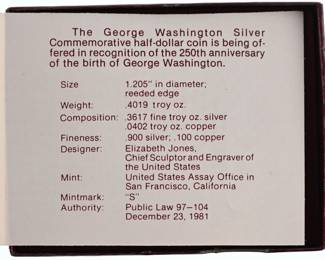 The George Washington Silver
Commemorative half-dollar coin is being of-
fered in recognition of the 250th anniversary
of the birth of George Washington.
Size 1.205" in diameter;
reeded edge
Weight: .4019 troy oz.
Composition: .3617 fine troy oz. silver
.0402 troy oz. copper
Fineness: .900 silver; .100 copper
Designer: Elizabeth Jones,
Chief Sculptor and Engraver of
the United States
Mint: United States Assay Office in
San Francisco, California
Mintmark: "S"
Authority: Public Law 97–104
December 23, 1981